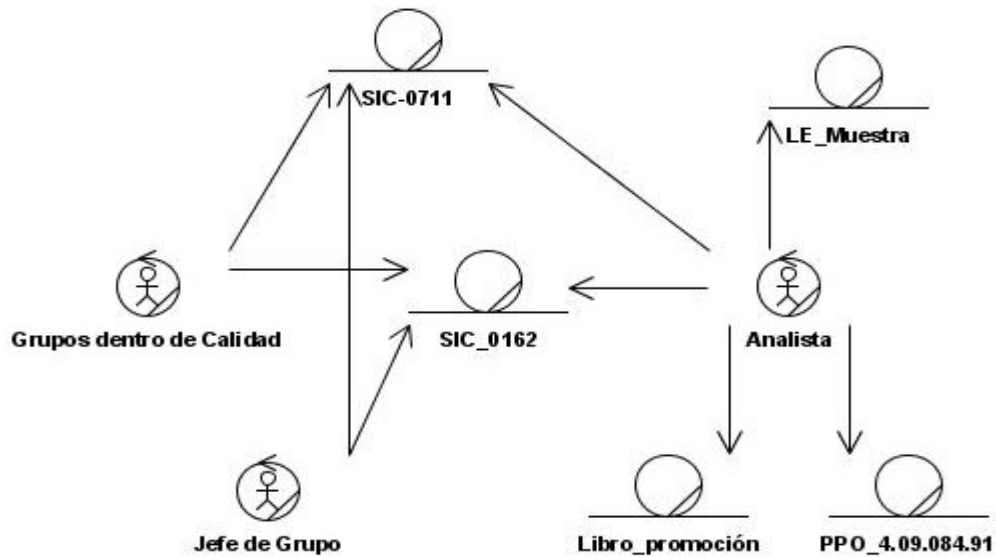 SIC-0711
LE_Muestra
Grupos dentro de Calidad
SIC_0162
Analista
Jefe de Grupo
Libro_promoción
PPO_4.09.084.91